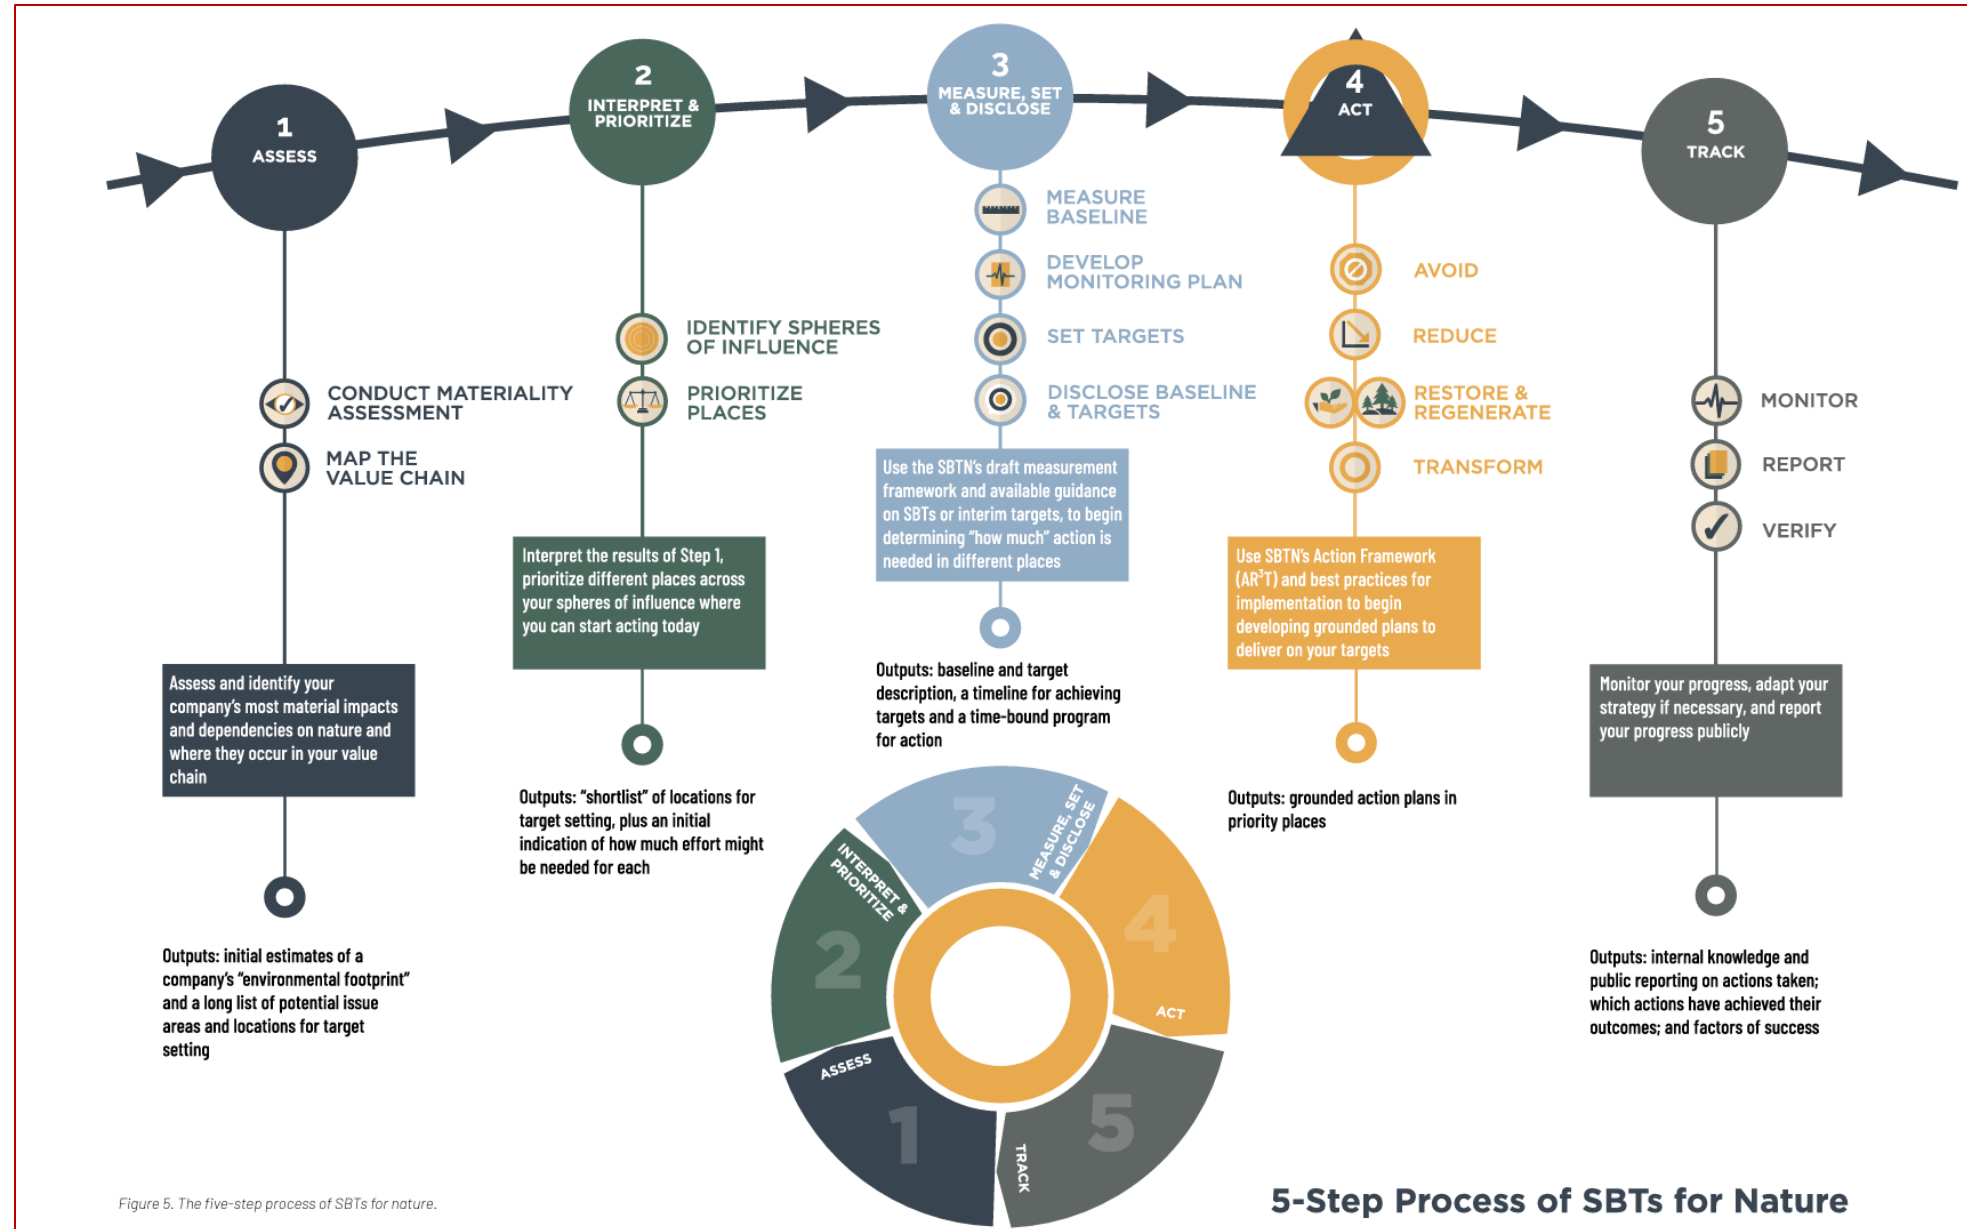 1
ASSESS
CONDUCT MATERIALITY
ASSESSMENT
MAP THE
VALUE CHAIN
Assess and identify your
company's most material impacts
and dependencies on nature and
where they occur in your value
chain
Outputs: initial estimates of a
company's "environmental footprint"
and a long list of potential issue
areas and locations for target
setting
2
INTERPRET &
PRIORITIZE
IDENTIFY SPHERES
OF INFLUENCE
PRIORITIZE
PLACES
Interpret the results of Step 1,
prioritize different places across
your spheres of influence where
you can start acting today
Outputs: "shortlist" of locations for
target setting, plus an initial
indication of how much effort might
be needed for each
3
MEASURE, SET
& DISCLOSE
MEASURE
BASELINE
DEVELOP
MONITORING PLAN
SET TARGETS
DISCLOSE BASELINE
& TARGETS
Use the SBTN's draft measurement
framework and available guidance
on SBTs or interim targets, to begin
determining "how much" action is
needed in different places
Outputs: baseline and target
description, a timeline for achieving
targets and a time-bound program
for action
4
ACT
AVOID
REDUCE
RESTORE &
REGENERATE
TRANSFORM
Use SBTN's Action Framework
(AR³T) and best practices for
implementation to begin
developing grounded plans to
deliver on your targets
Outputs: grounded action plans in
priority places
5
TRACK
MONITOR
REPORT
VERIFY
Monitor your progress, adapt your
strategy if necessary, and report
your progress publicly
Outputs: internal knowledge and
public reporting on actions taken;
which actions have achieved their
outcomes; and factors of success
ASSESS
1
INTERPRET &
PRIORITIZE
2
3
MEASURE, SET
& DISCLOSE
4
ACT
5
TRACK
Figure 5. The five-step process of SBTs for nature.
5-Step Process of SBTs for Nature